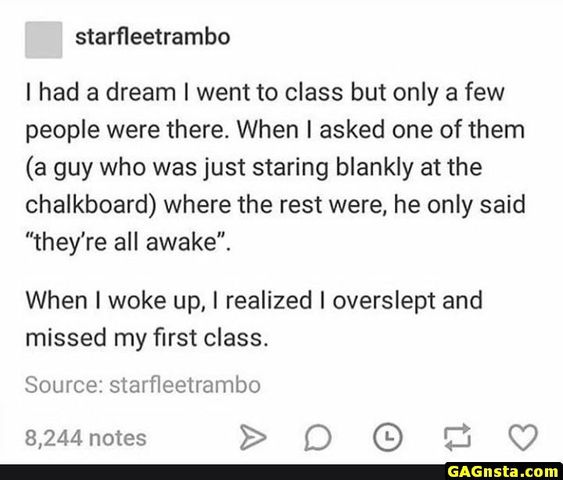 starfleetrambo
I had a dream I went to class but only a few
people were there. When I asked one of them
(a guy who was just staring blankly at the
chalkboard) where the rest were, he only said
“they're all awake”.
When I woke up, I realized I overslept and
missed my first class.
Source: starfleetrambo
8,244 notes
GAGnsta.com